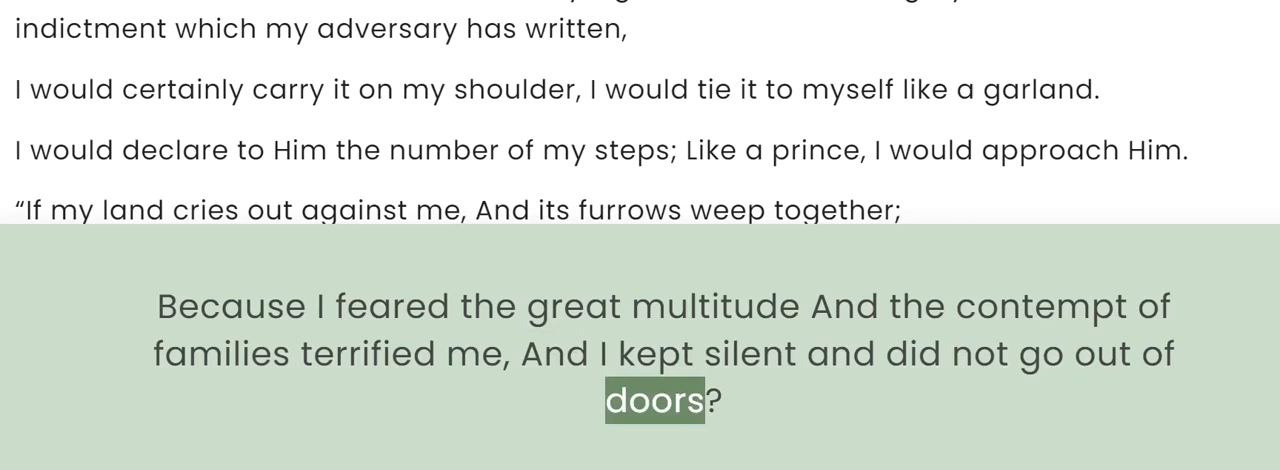 indictment which my adversary has written,
I would certainly carry it on my shoulder, I would tie it to myself like a garland.
I would declare to Him the number of my steps; Like a prince, I would approach Him.
“If my land cries out against me, And its furrows weep together;
Because I feared the great multitude And the contempt of
families terrified me, And I kept silent and did not go out of
doors?